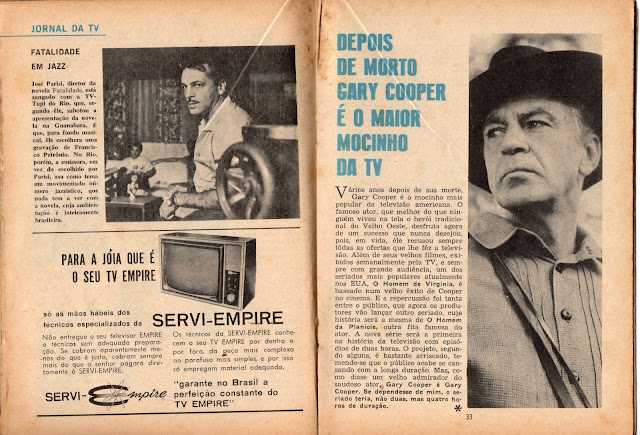 JORNAL DA TV
FATALIDADE
EM JAZZ
José Parisi, diretor da
novela Fatalidade, está
zangado com a TV-
Tupi do Rio, que, se-
gundo êle, sabotou a
apresentação da novela
na Guanabara. É
que, para fundo musi-
cal, êle escolhera uma
gravação de Francis-
co Petrônio. No Rio,
porém, a emissora, em
vez do escolhido por
Parisi, usa como tema
um movimentado nú-
mero jazzístico, que
nada tem a ver com
a novela, cuja ambien-
tação é inteiramente
brasileira.
PARA A JÓIA QUE É
O SEU TV EMPIRE
só as mãos hábeis dos
técnicos especializados da
SERVI-EMPIRE
Não entregue o seu televisor EMPIRE
a técnicos sem adequada prepara-
ção. Se cobram aparentemente me-
nos do que é justo, cobram sempre
mais do que o senhor pagará dire-
tamente à SERVI-EMPIRE.
Os técnicos da SERVI-EMPIRE conhe-
cem o seu TV EMPIRE por dentro e
por fora, da peça mais complexa
ao parafuso mais simples, e por isso
só empregam material adequado.
SERVI-Empire
"garante no Brasil a
perfeição constante do
TV EMPIRE"
DEPOIS
DE MORTO
GARY COOPER
É O MAIOR
MOCINHO
DA TV
Vários anos depois de sua morte,
Gary Cooper é o mocinho mais
popular da televisão americana. O
famoso ator, que melhor do que nin-
guém viveu na tela o herói tradicio-
nal do Velho Oeste, desfruta agora
de um sucesso que nunca desejou,
pois, em vida, êle recusou sempre
tôdas as ofertas que lhe fêz a televi-
são. Além de seus velhos filmes, exi-
bidos semanalmente pela TV, e sem-
pre com grande audiência, um dos
seriados mais populares atualmente
nos EUA, O Homem de Virgínia, é
baseado num velho êxito de Cooper
no cinema. E a repercussão foi tanta
entre o público, que agora os produ-
tores vão lançar outro seriado, cuja
história será a mesma de O Homem
da Planície, outra fita famosa do
ator. A nova série será a primeira
na história da televisão com episó-
dios de duas horas. O projeto, segun-
do alguns, é bastante arriscado, te-
mendo-se que o público acabe se can-
sando com a longa duração. Mas, co-
mo disse um velho admirador do
saudoso ator, Gary Cooper é Gary
Cooper. Se dependesse de mim, o se-
riado teria, não duas, mas quatro ho-
ras de duração.
*
33